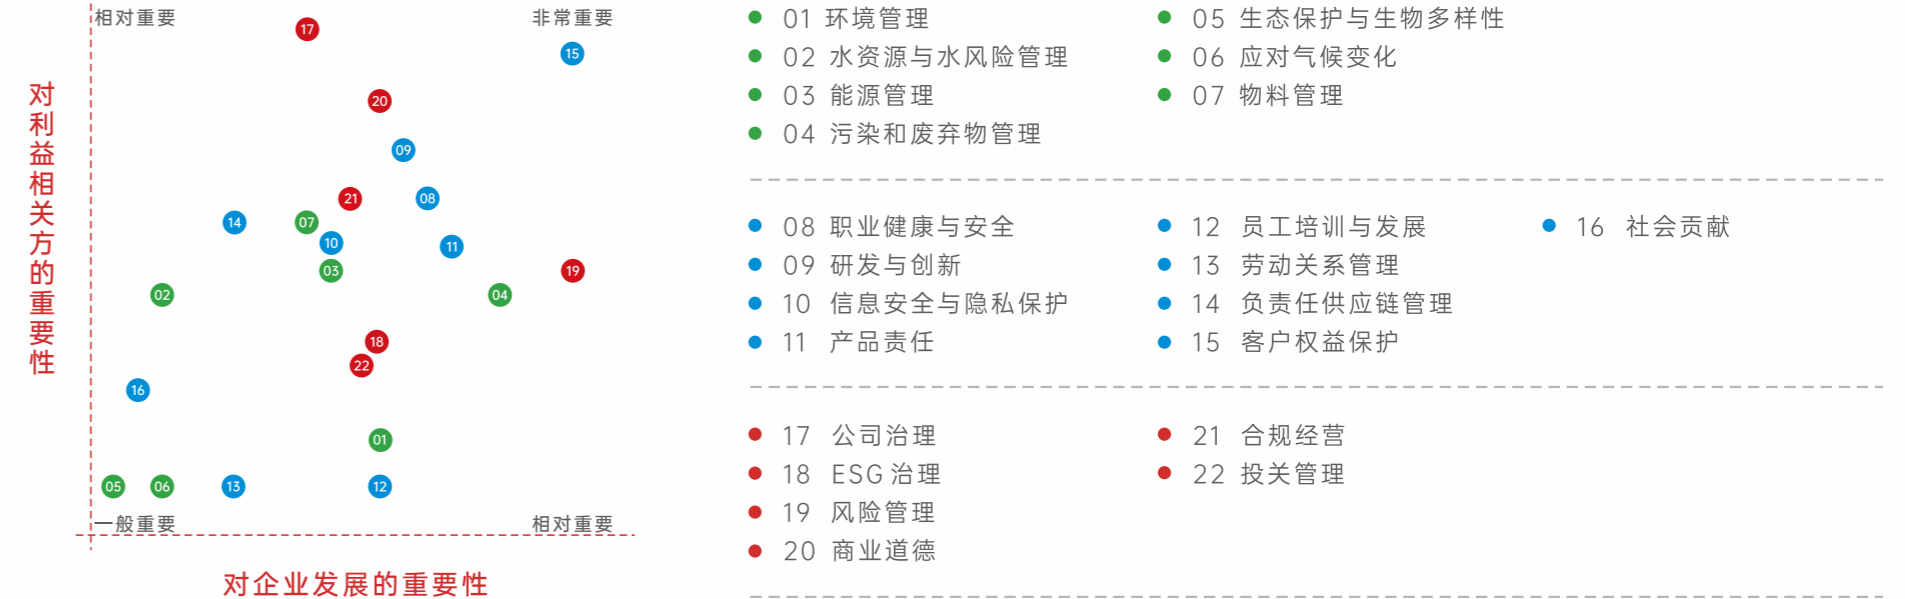 相对重要
非常重要
17
15
20
09
21
08
14
07
10
11
03
19
02
04
18
22
16
01
05
06
13
12
一般重要
相对重要
对利益相关方的重要性
对企业发展的重要性
01 环境管理
02 水资源与水风险管理
03 能源管理
04 污染和废弃物管理
05 生态保护与生物多样性
06 应对气候变化
07 物料管理
08 职业健康与安全
09 研发与创新
10 信息安全与隐私保护
11 产品责任
12 员工培训与发展
13 劳动关系管理
14 负责任供应链管理
15 客户权益保护
16 社会贡献
17 公司治理
18 ESG 治理
19 风险管理
20 商业道德
21 合规经营
22 投关管理